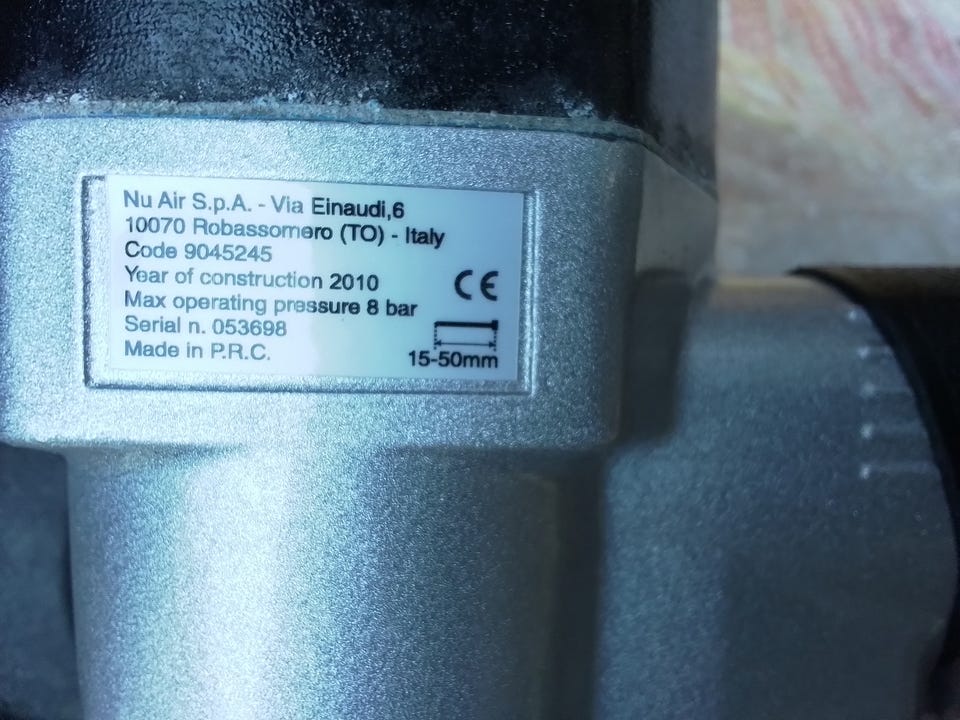 Nu Air S.p.A. - Via Einaudi,6
10070 Robassomero (TO) - Italy
Code 9045245
Year of construction 2010
CE
Max operating pressure 8 bar
Serial n. 053698
Made in P.R.C.
15-50mm